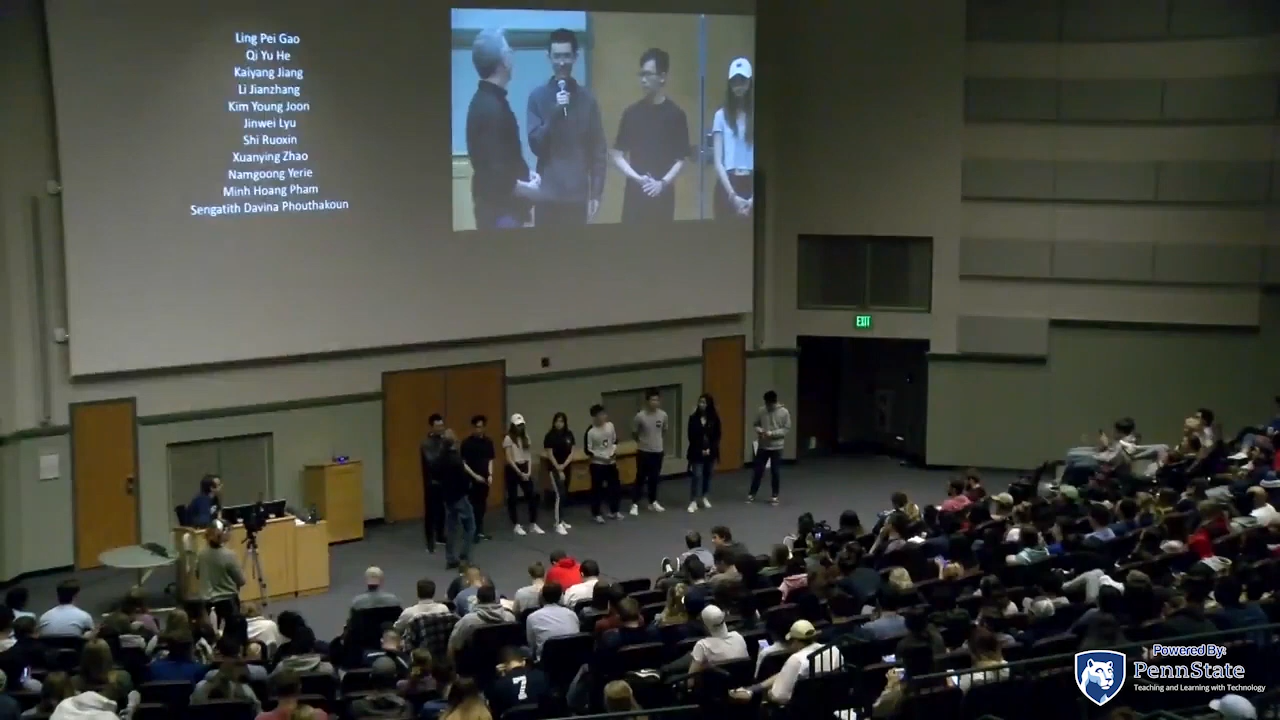 Ling Pei Gao
Qi Yu He
Kaiyang Jiang
Li Jianzhang
Kim Young Joon
Jinwei Lyu
Shi Ruoxin
Xuanying Zhao
Namgoong Yerie
Minh Hoang Pham
Sengatith Davina Phouthakoun
EXIT
7
Powered By:
PennState
Teaching and Learning with Technology